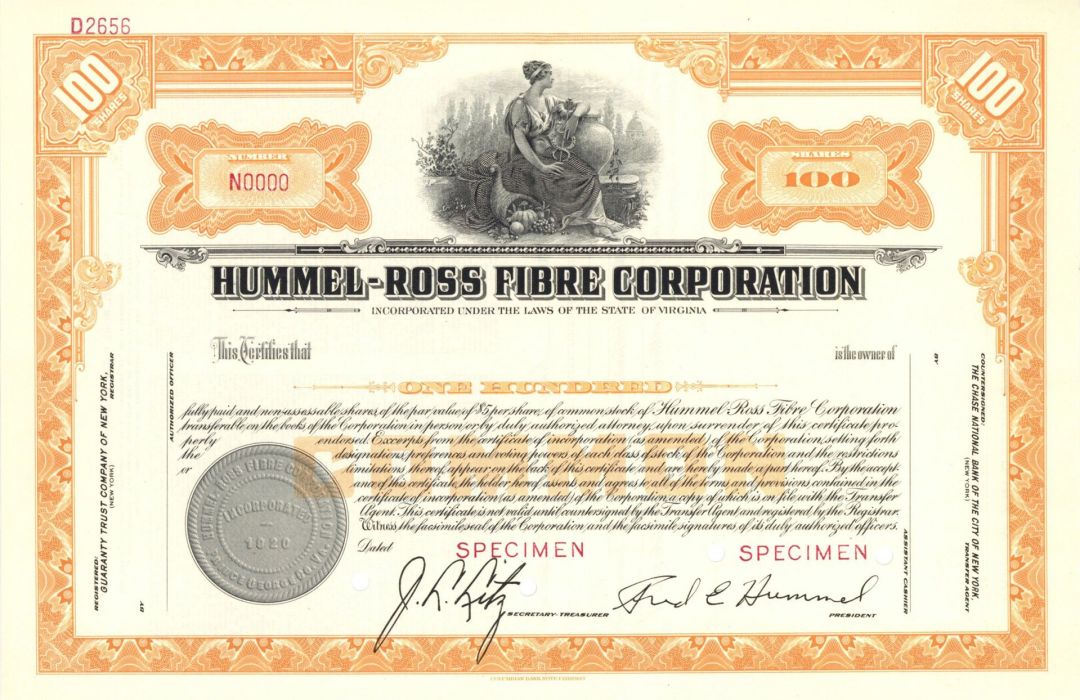 D2656
100 SHARES
100 SHARES
NUMBER
N0000
SHARES
100
HUMMEL-ROSS FIBRE CORPORATION
INCORPORATED UNDER THE LAWS OF THE STATE OF VIRGINIA
This Certifies that
is the owner of
ONE HUNDRED
fully paid and non-assessable shares, of the par value of $5 per share, of common stock of Hummel-Ross Fibre Corporation
transferable on the books of the Corporation in person or by duly authorized attorney, upon surrender of this certificate pro-
perly endorsed. Excerpts from the certificate of incorporation (as amended) of the Corporation, setting forth
the designations, preferences and voting powers of each class of stock of the Corporation and the restrictions
or limitations thereof, appear on the back of this certificate and are hereby made a part hereof. By the accept-
ance of this certificate the holder hereof assents and agrees to all of the terms and provisions contained in the
certificate of incorporation (as amended) of the Corporation, a copy of which is on file with the Transfer
Agent. This certificate is not valid until countersigned by the Transfer Agent and registered by the Registrar.
Witness the facsimile seal of the Corporation and the facsimile signatures of its duly authorized officers.
Dated
SPECIMEN
SPECIMEN
HUMMEL-ROSS FIBRE CORPORATION
INCORPORATED
1920
PRINCE GEORGE CO. VA.
J. L. Litz
SECRETARY-TREASURER
Fred E Hummel
PRESIDENT
REGISTERED:
GUARANTY TRUST COMPANY OF NEW YORK,
(NEW YORK)
REGISTRAR
BY
AUTHORIZED OFFICER
COUNTERSIGNED:
THE CHASE NATIONAL BANK OF THE CITY OF NEW YORK,
(NEW YORK)
TRANSFER AGENT
BY
ASSISTANT CASHIER
COLUMBIAN BANK NOTE COMPANY